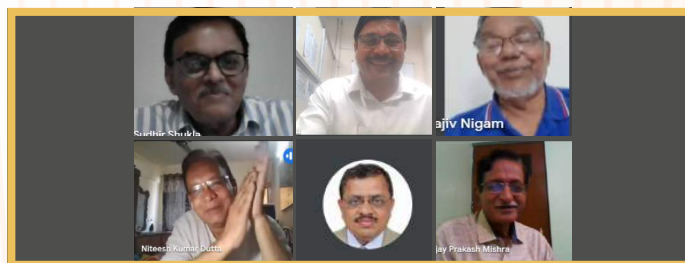 Sudhir Shukla
ajiv Nigam
Niteesh Kumar Dutta
jay Prakash Mishra